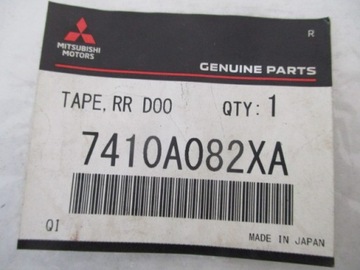 R
MITSUBISHI
MOTORS
GENUINE PARTS
TAPE, RR DOO QTY: 1
7410A082XA
QI
MADE IN JAPAN